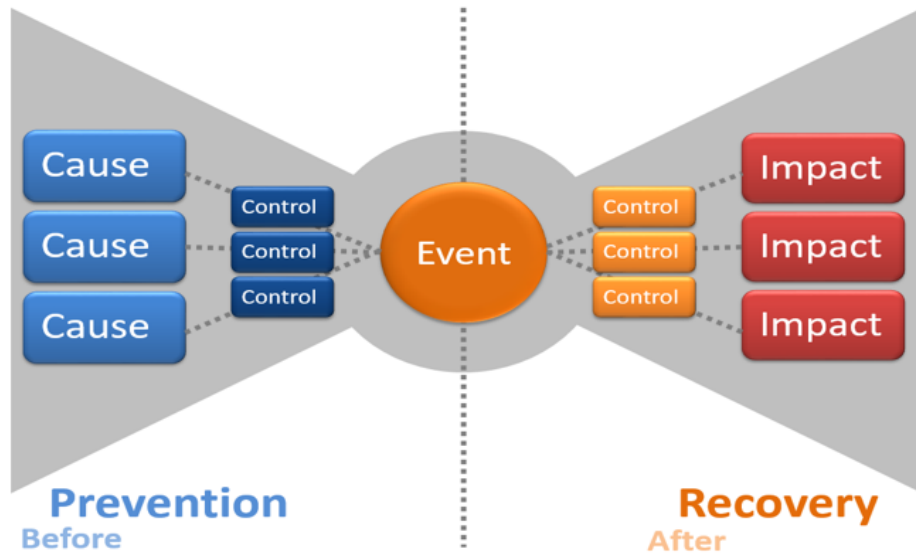 Cause
Cause
Cause
Control
Control
Control
Event
Control
Control
Control
Impact
Impact
Impact
Prevention
Before
Recovery
After